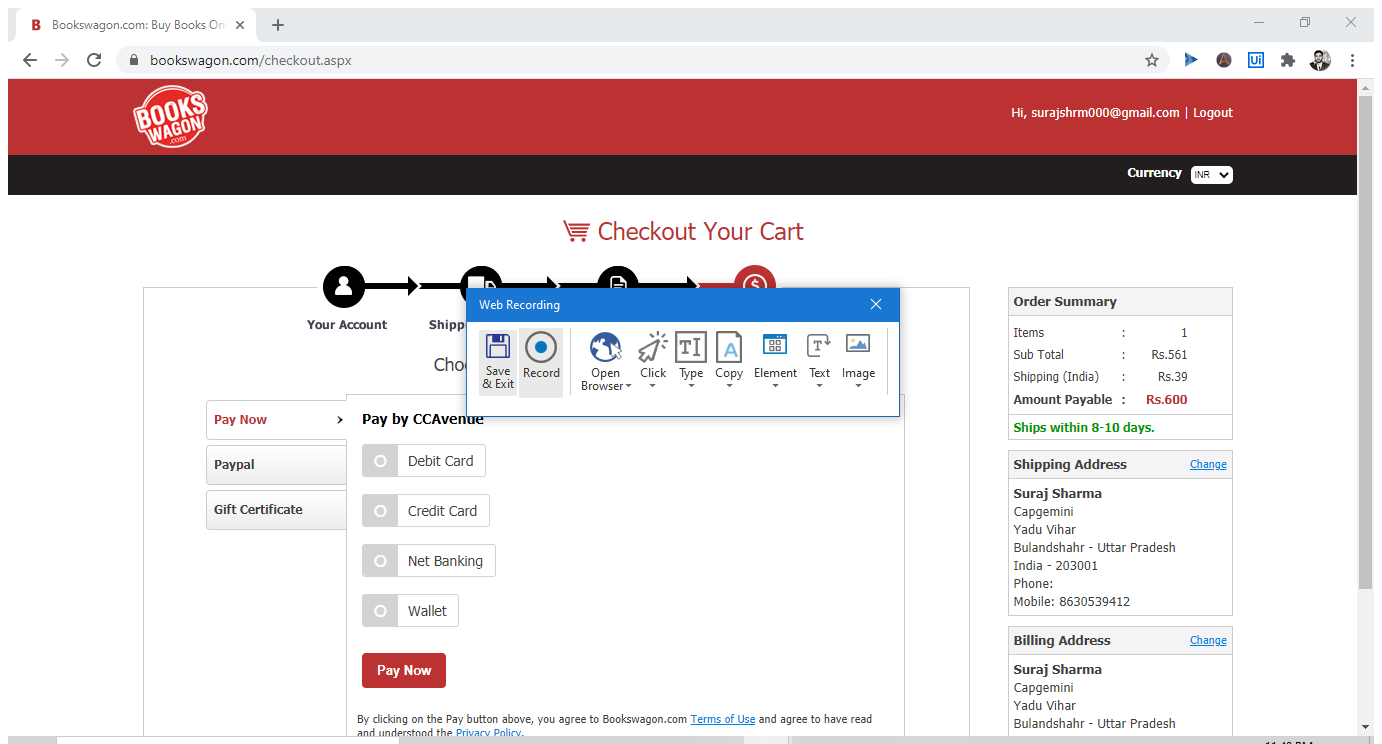 Bookswagon.com: Buy Books On
bookswagon.com/checkout.aspx
Ui
BOOKS WAGON .com
Hi, surajshrm000@gmail.com | Logout
Currency INR
Checkout Your Cart
Your Account
Web Recording
Save & Exit
Record
Open Browser
Click
Type
Copy
Element
Text
Image
Pay Now
Paypal
Gift Certificate
Pay by CCAvenue
Debit Card
Credit Card
Net Banking
Wallet
Pay Now
By clicking on the Pay button above, you agree to Bookswagon.com Terms of Use and agree to have read
and understood the Privacy Policy.
Order Summary
Items : 1
Sub Total : Rs.561
Shipping (India) : Rs.39
Amount Payable : Rs.600
Ships within 8-10 days.
Shipping Address Change
Suraj Sharma
Capgemini
Yadu Vihar
Bulandshahr - Uttar Pradesh
India - 203001
Phone:
Mobile: 8630539412
Billing Address Change
Suraj Sharma
Capgemini
Yadu Vihar
Bulandshahr - Uttar Pradesh